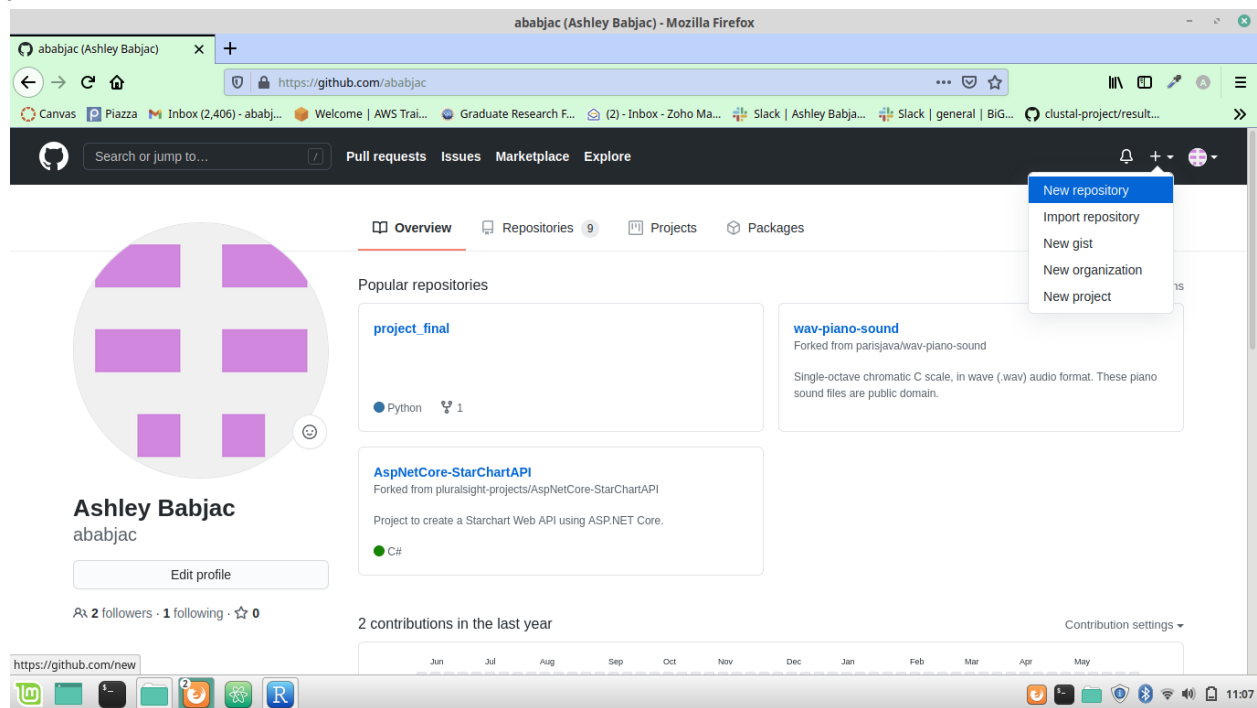 ababjac (Ashley Babjac) - Mozilla Firefox
ababjac (Ashley Babjac)
https://github.com/ababjac
Canvas Piazza Inbox (2,406) - ababj... Welcome | AWS Trai... Graduate Research F... (2) - Inbox - Zoho Ma... Slack | Ashley Babja... Slack | general | BiG... clustal-project/result...
Search or jump to... / Pull requests Issues Marketplace Explore
New repository
Import repository
New gist
New organization
New project
Overview Repositories 9 Projects Packages
Popular repositories
project_final
Python 1
wav-piano-sound
Forked from parisjava/wav-piano-sound
Single-octave chromatic C scale, in wave (.wav) audio format. These piano
sound files are public domain.
AspNetCore-StarChartAPI
Forked from pluralsight-projects/AspNetCore-StarChartAPI
Project to create a Starchart Web API using ASP.NET Core.
C#
Ashley Babjac
ababjac
Edit profile
2 followers · 1 following · 0
2 contributions in the last year Contribution settings
Jun Jul Aug Sep Oct Nov Dec Jan Feb Mar Apr May
https://github.com/new
2 R 11:07